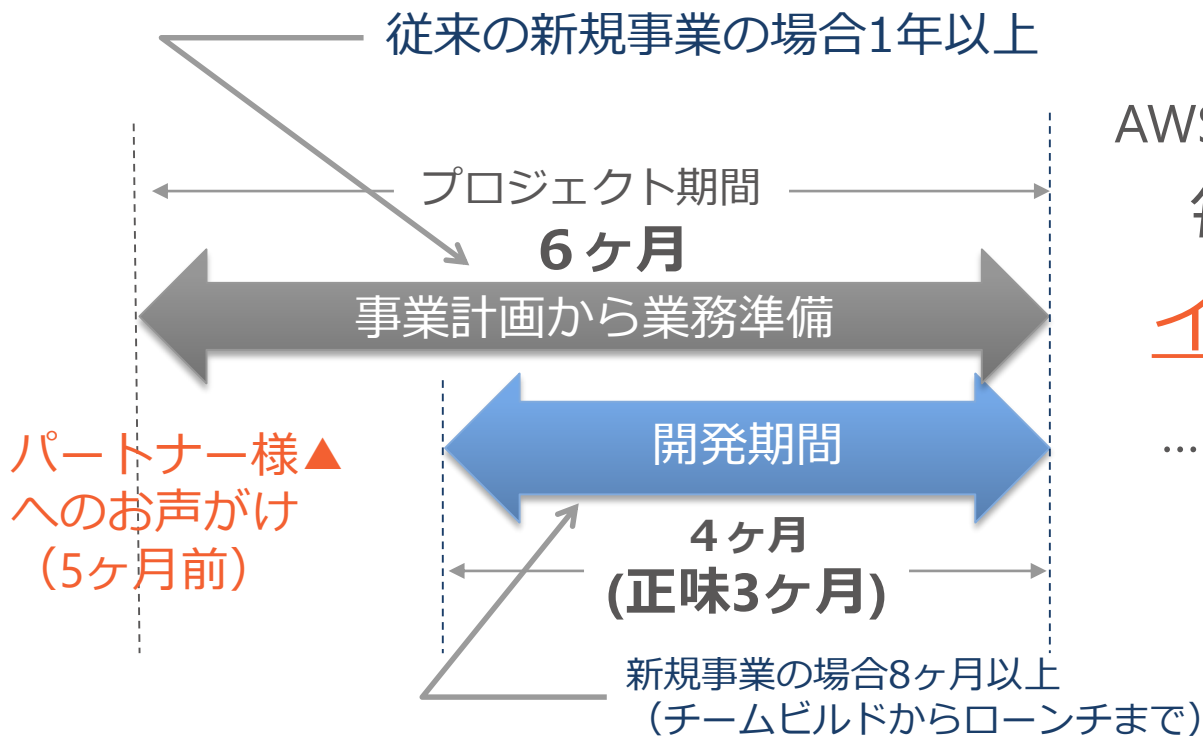 従来の新規事業の場合1年以上
プロジェクト期間
6ヶ月
事業計画から業務準備
開発期間
パートナー様▲
へのお声がけ
（5ヶ月前）
4ヶ月
(正味3ヶ月)
新規事業の場合8ヶ月以上
（チームビルドからローンチまで）
AWS
イ
...